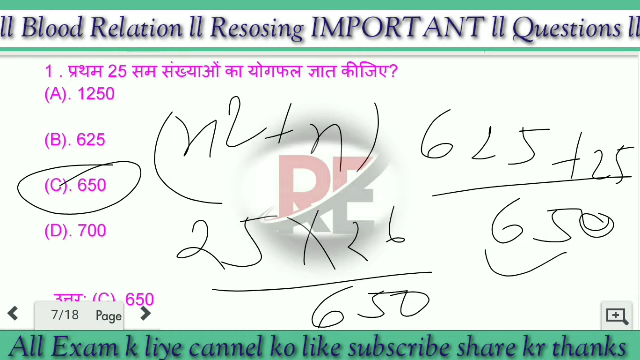 ll Blood Relation ll Resosing IMPORTANT ll Questions ll
1 . प्रथम 25 सम संख्याओं का योगफल ज्ञात कीजिए?
(A). 1250
(B). 625
(C). 650
(D). 700
(n²+n)
25×26
650
625+25
650
उत्तर: (C). 650
7/18 Page
All Exam k liye cannel ko like subscribe share kr thanks